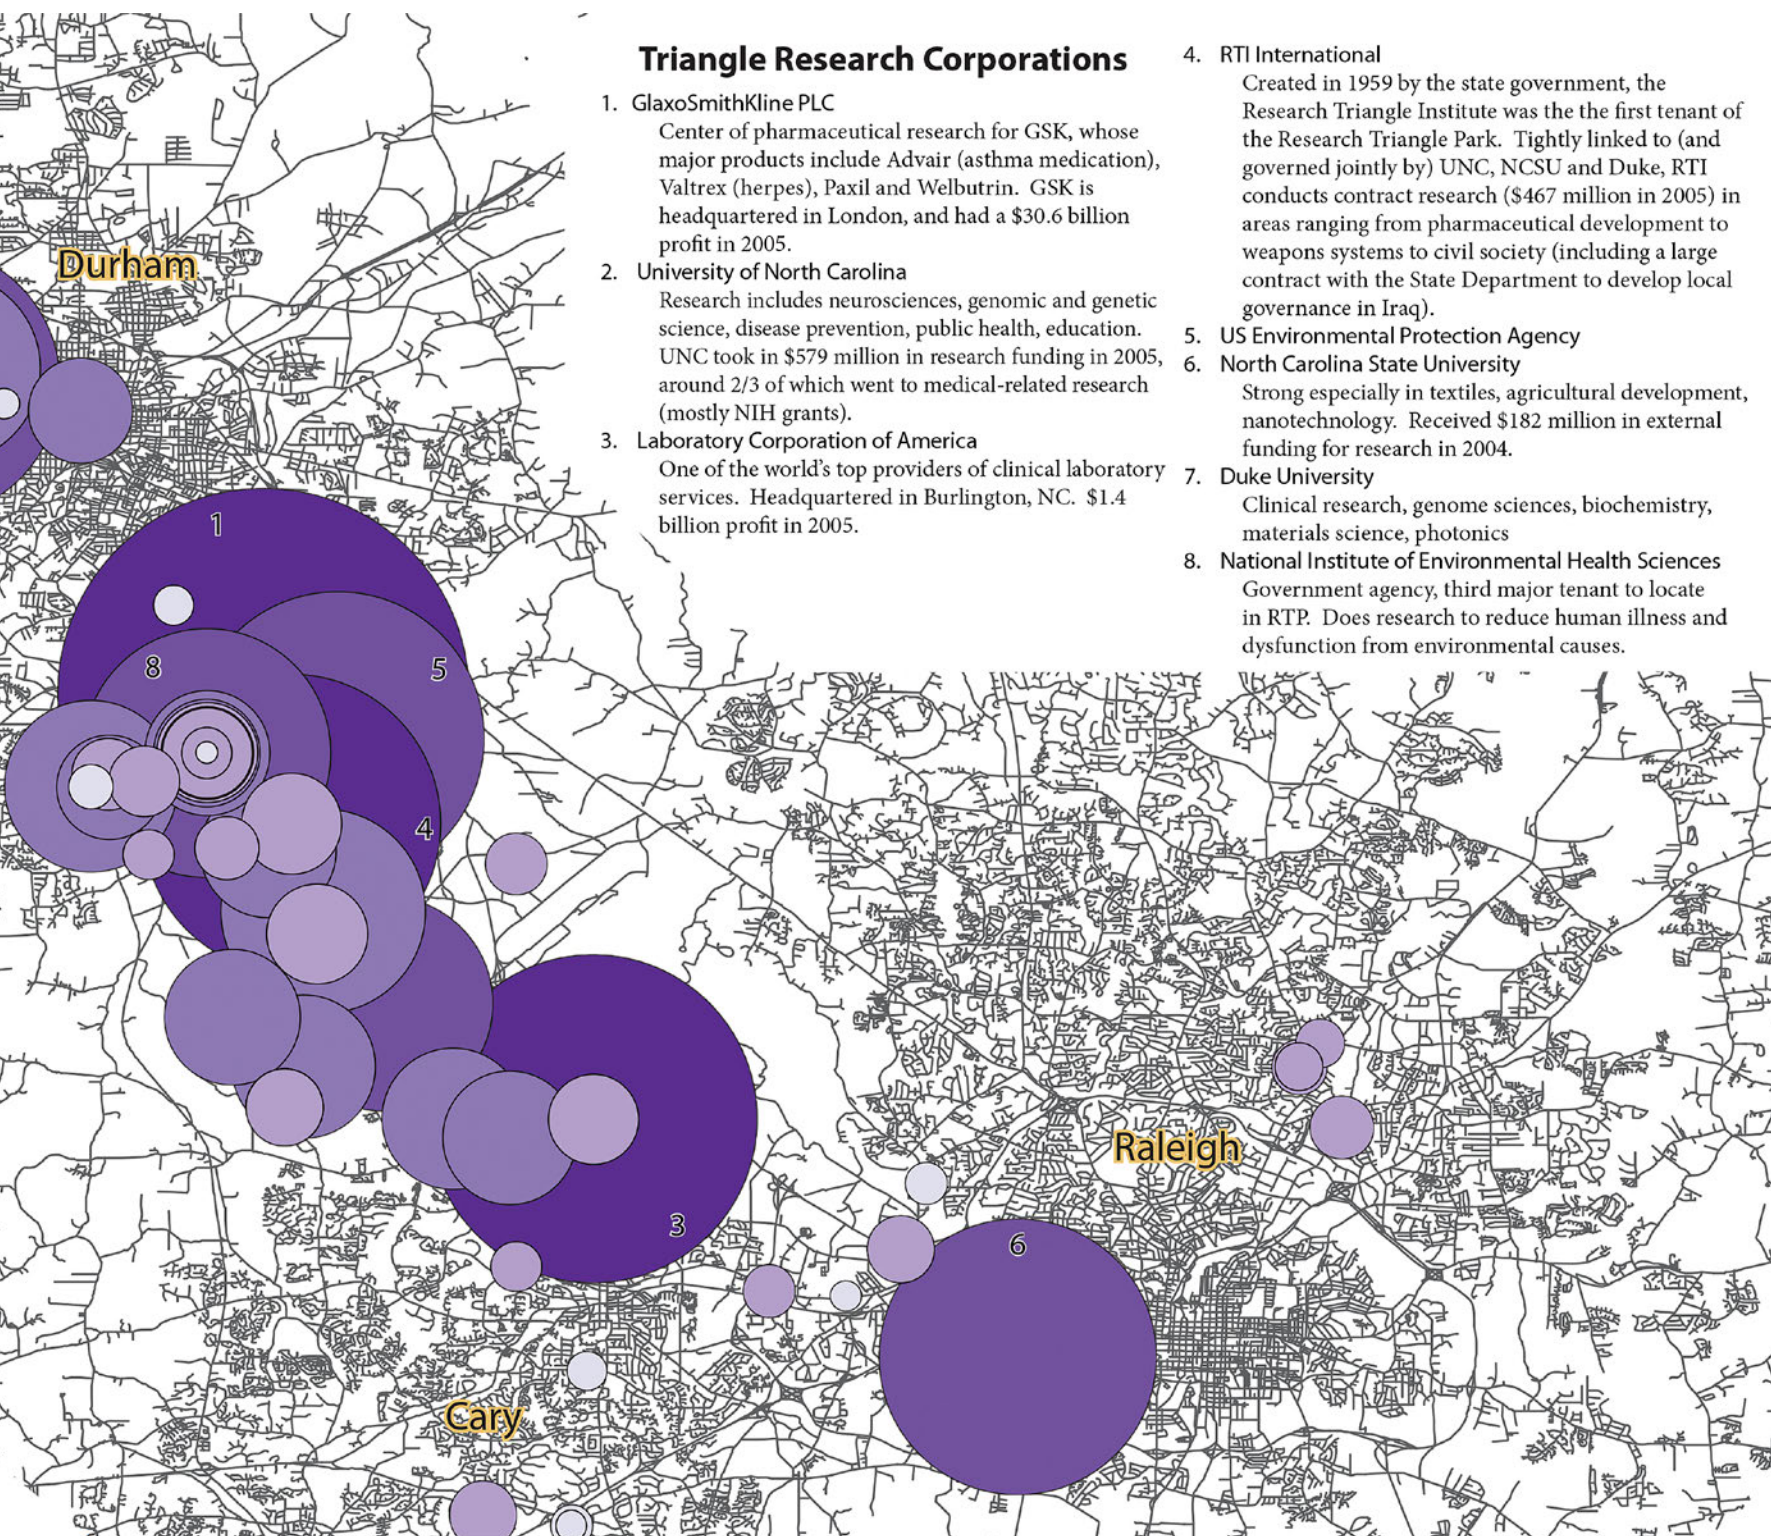 Triangle Research Corporations
1. GlaxoSmithKline PLC
Center of pharmaceutical research for GSK, whose
major products include Advair (asthma medication),
Valtrex (herpes), Paxil and Welbutrin. GSK is
headquartered in London, and had a $30.6 billion
profit in 2005.
2. University of North Carolina
Research includes neurosciences, genomic and genetic
science, disease prevention, public health, education.
UNC took in $579 million in research funding in 2005,
around 2/3 of which went to medical-related research
(mostly NIH grants).
3. Laboratory Corporation of America
One of the world's top providers of clinical laboratory
services. Headquartered in Burlington, NC. $1.4
billion profit in 2005.
4. RTI International
Created in 1959 by the state government, the
Research Triangle Institute was the the first tenant of
the Research Triangle Park. Tightly linked to (and
governed jointly by) UNC, NCSU and Duke, RTI
conducts contract research ($467 million in 2005) in
areas ranging from pharmaceutical development to
weapons systems to civil society (including a large
contract with the State Department to develop local
governance in Iraq).
5. US Environmental Protection Agency
6. North Carolina State University
Strong especially in textiles, agricultural development,
nanotechnology. Received $182 million in external
funding for research in 2004.
7. Duke University
Clinical research, genome sciences, biochemistry,
materials science, photonics
8. National Institute of Environmental Health Sciences
Government agency, third major tenant to locate
in RTP. Does research to reduce human illness and
dysfunction from environmental causes.
Durham
1
8
5
4
Raleigh
3
6
Cary